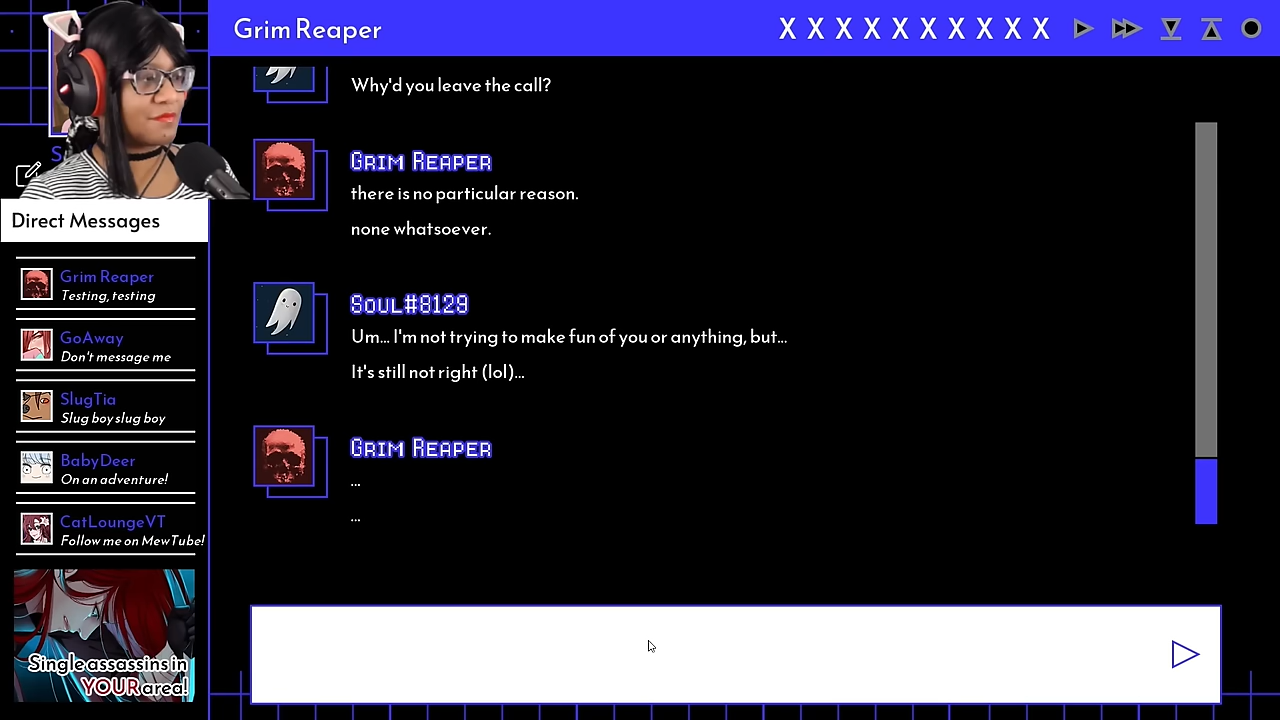 Grim Reaper
X X X X X X X X X X
Why'd you leave the call?
Grim Reaper
there is no particular reason.
none whatsoever.
Soul#8129
Um... I'm not trying to make fun of you or anything, but...
It's still not right (lol)...
Grim Reaper
...
...
S
Direct Messages
Grim Reaper
Testing, testing
GoAway
Don't message me
SlugTia
Slug boy slug boy
BabyDeer
On an adventure!
CatLoungeVT
Follow me on MewTube!
Single assassins in
YOUR area!